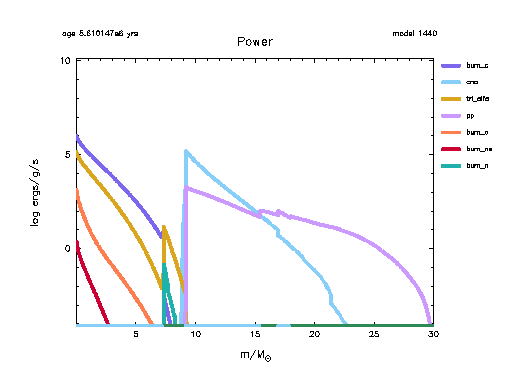 age 5.610147e6 yrs
model 1440
Power
10
5
0
log ergs/g/s
5
10
15
20
25
30
m/M⊙
burn_c
cno
tri_alfa
pp
burn_o
burn_ne
burn_n